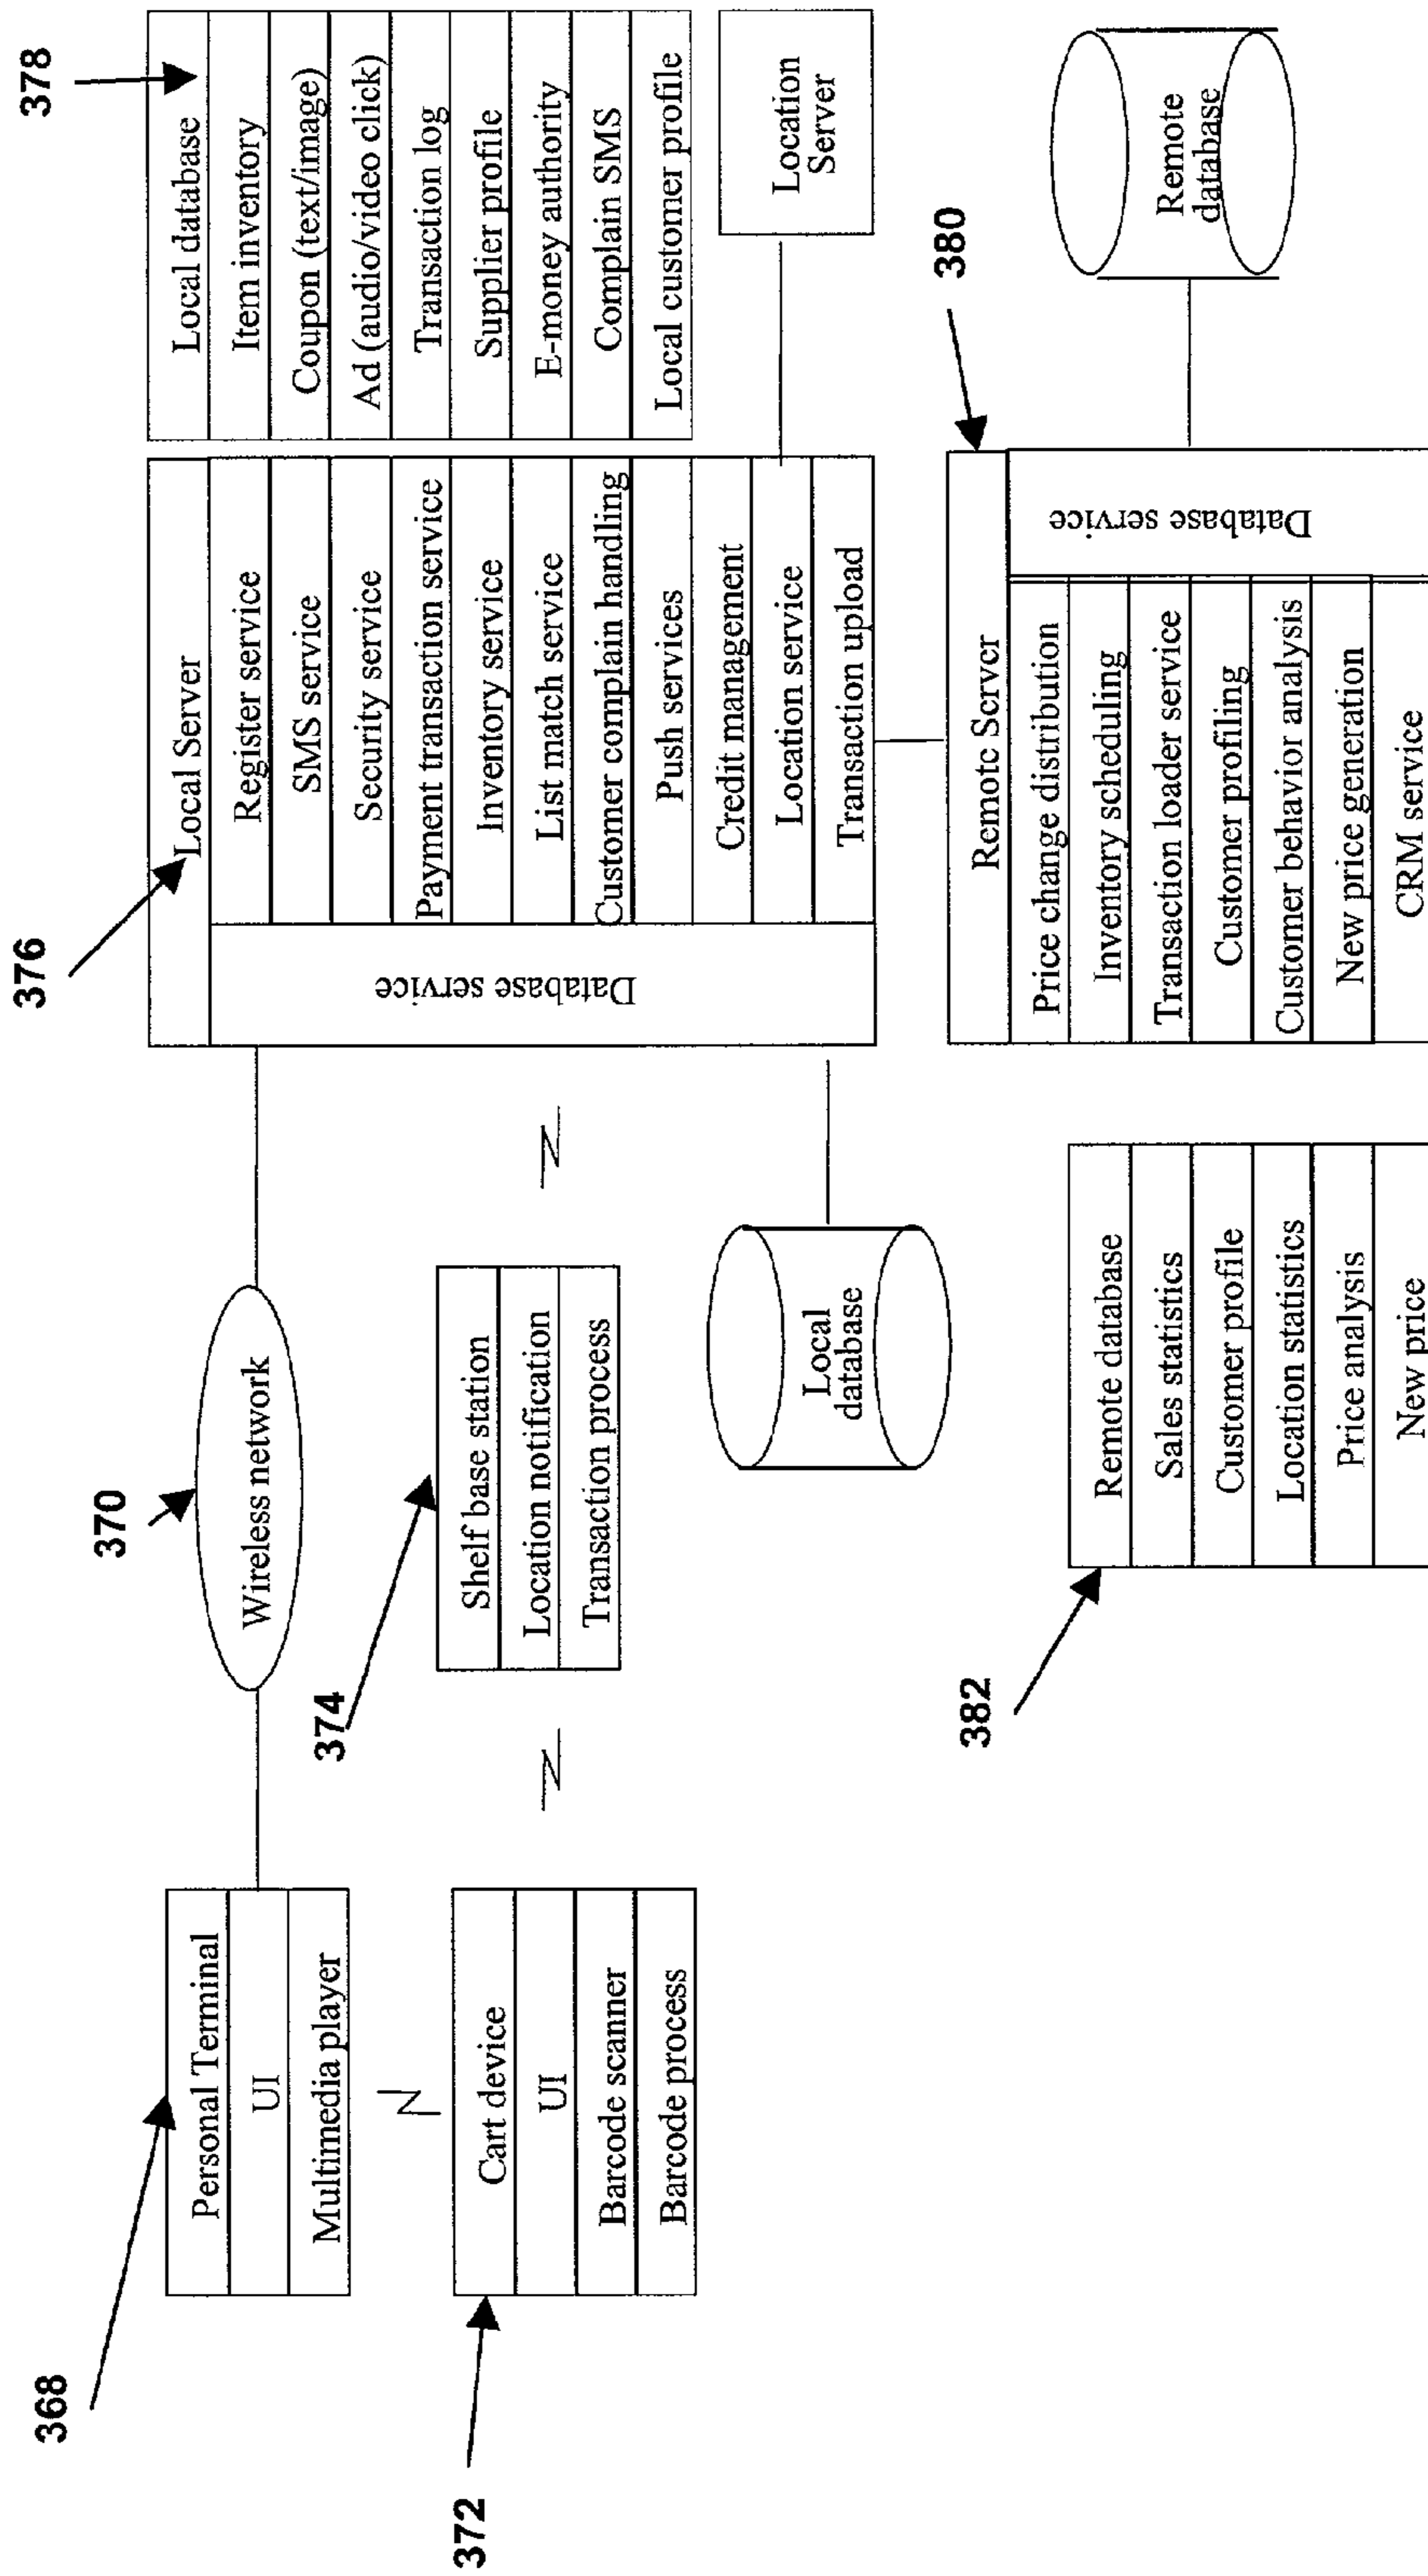 368
Personal Terminal
UI
Multimedia player
372
Cart device
UI
Barcode scanner
Barcode process
370
Wireless network
374
Shelf base station
Location notification
Transaction process
Local
database
376
Local Server
Database service
Register service
SMS service
Security service
Payment transaction service
Inventory service
List match service
Customer complain handling
Push services
Credit management
Location service
Transaction upload
378
Local database
Item inventory
Coupon (text/image)
Ad (audio/video click)
Transaction log
Supplier profile
E-money authority
Complain SMS
Local customer profile
Location
Server
382
Remote database
Sales statistics
Customer profile
Location statistics
Price analysis
New price
380
Remote Server
Price change distribution
Inventory scheduling
Transaction loader service
Customer profiling
Customer behavior analysis
New price generation
CRM service
Database service
Remote
database